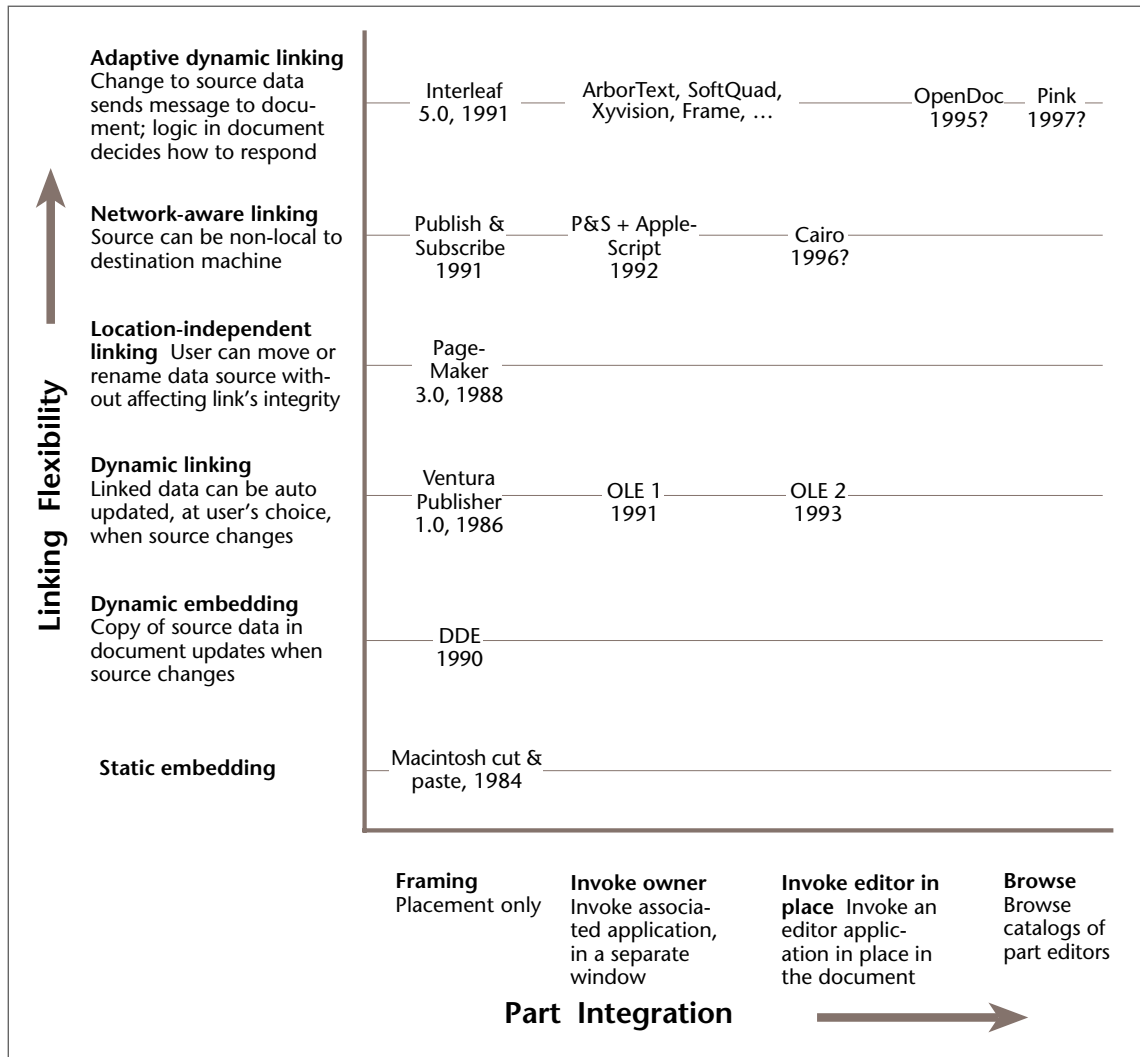 Adaptive dynamic linking
Change to source data
sends message to docu-
ment; logic in document
decides how to respond
Interleaf
5.0, 1991
ArborText, SoftQuad,
Xyvision, Frame, …
OpenDoc
1995?
Pink
1997?
Network-aware linking
Source can be non-local to
destination machine
Publish &
Subscribe
1991
P&S + Apple-
Script
1992
Cairo
1996?
Location-independent
linking User can move or
rename data source with-
out affecting link's integrity
Page-
Maker
3.0, 1988
Dynamic linking
Linked data can be auto
updated, at user's choice,
when source changes
Ventura
Publisher
1.0, 1986
OLE 1
1991
OLE 2
1993
Dynamic embedding
Copy of source data in
document updates when
source changes
DDE
1990
Static embedding
Macintosh cut &
paste, 1984
Linking Flexibility
Framing
Placement only
Invoke owner
Invoke associa-
ted application,
in a separate
window
Invoke editor in
place Invoke an
editor applic-
ation in place in
the document
Browse
Browse
catalogs of
part editors
Part Integration